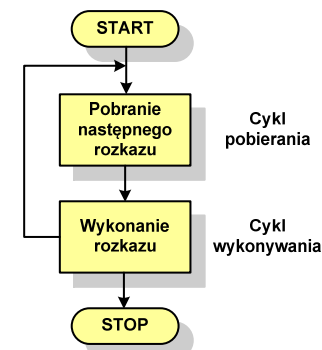 START
Pobranie
następnego
rozkazu
Cykl
pobierania
Wykonanie
rozkazu
Cykl
wykonywania
STOP